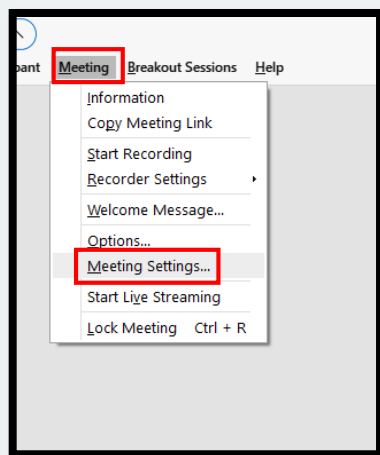 pant Meeting Breakout Sessions Help
Information
Copy Meeting Link
Start Recording
Recorder Settings
Welcome Message...
Options...
Meeting Settings...
Start Live Streaming
Lock Meeting Ctrl + R